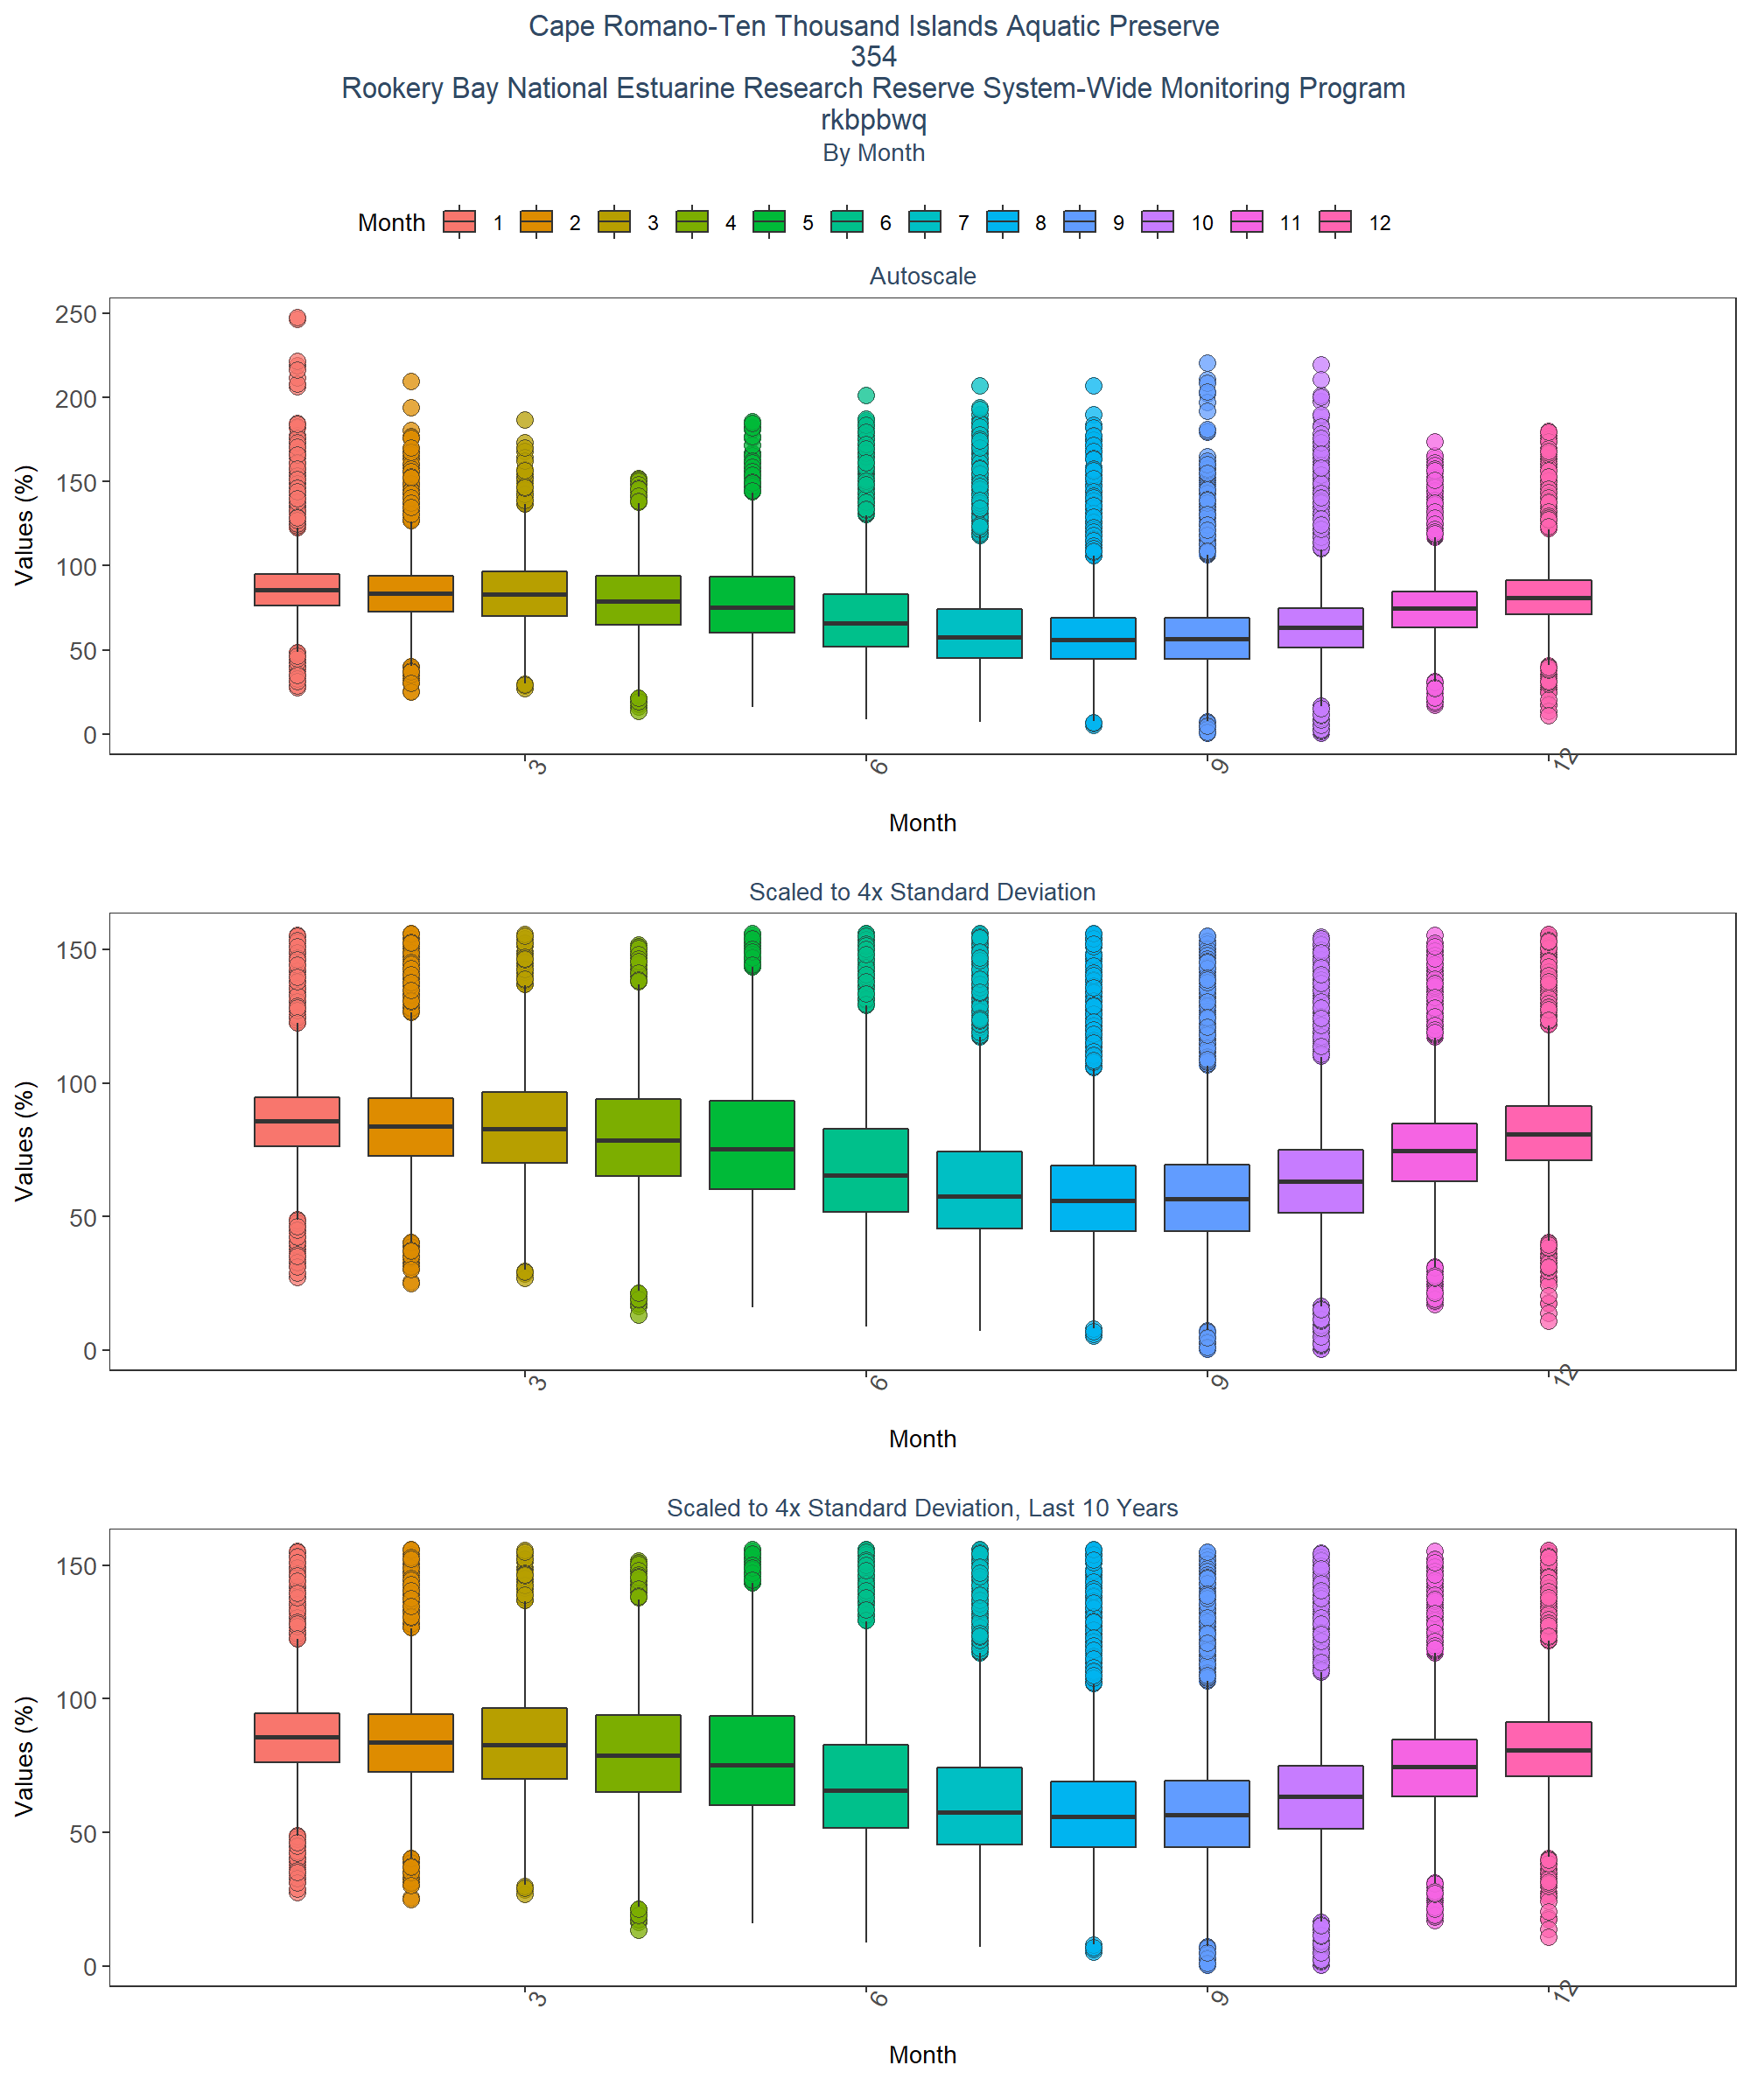 Cape Romano-Ten Thousand Islands Aquatic Preserve
354
Rookery Bay National Estuarine Research Reserve System-Wide Monitoring Program
rkbpbwq
By Month
Month 1 2 3 4 5 6 7 8 9 10 11 12
Autoscale
Values (%)
250
200
150
100
50
0
3 6 9 12
Month
Scaled to 4x Standard Deviation
Values (%)
150
100
50
0
3 6 9 12
Month
Scaled to 4x Standard Deviation, Last 10 Years
Values (%)
150
100
50
0
3 6 9 12
Month